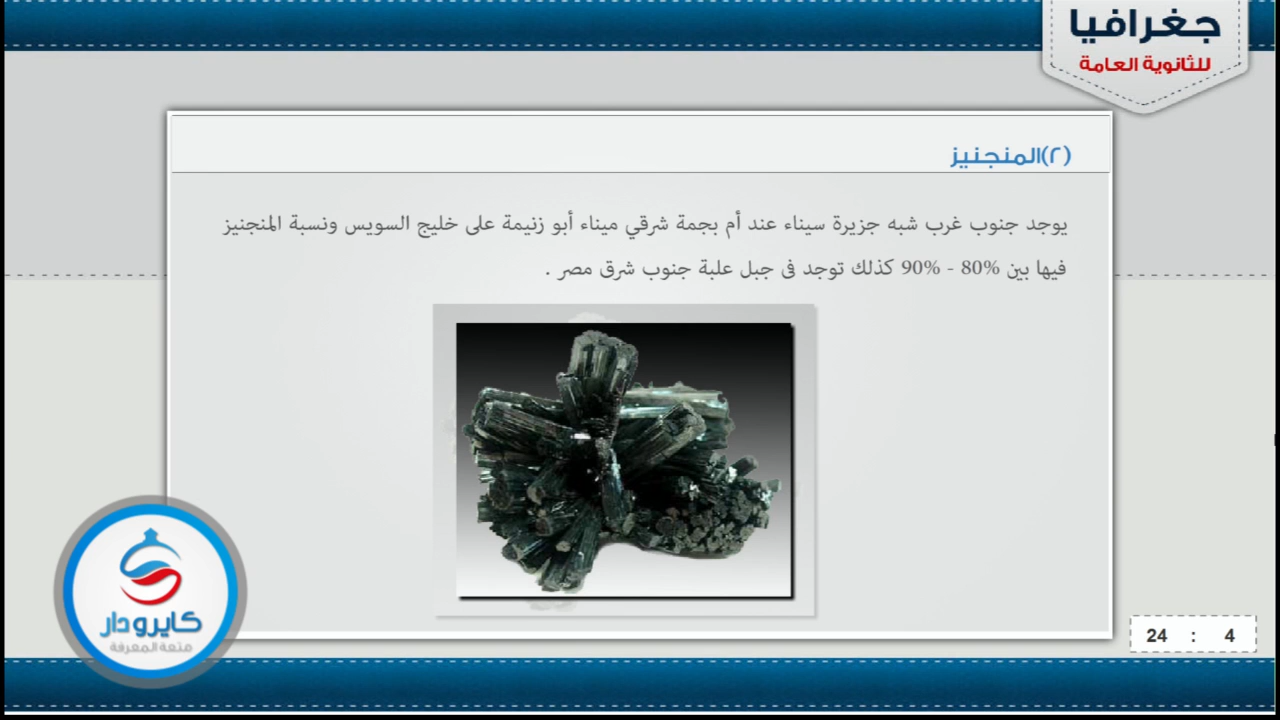 جغرافيا
للثانوية العامة
(٢)المنجنيز
يوجد جنوب غرب شبه جزيرة سيناء عند أم بجمة شرقي ميناء أبو زنيمة على خليج السويس ونسبة المنجنيز
فيها بين 80% - 90% كذلك توجد فى جبل علبة جنوب شرق مصر .
كايرودار
متعة المعرفة
24 : 4